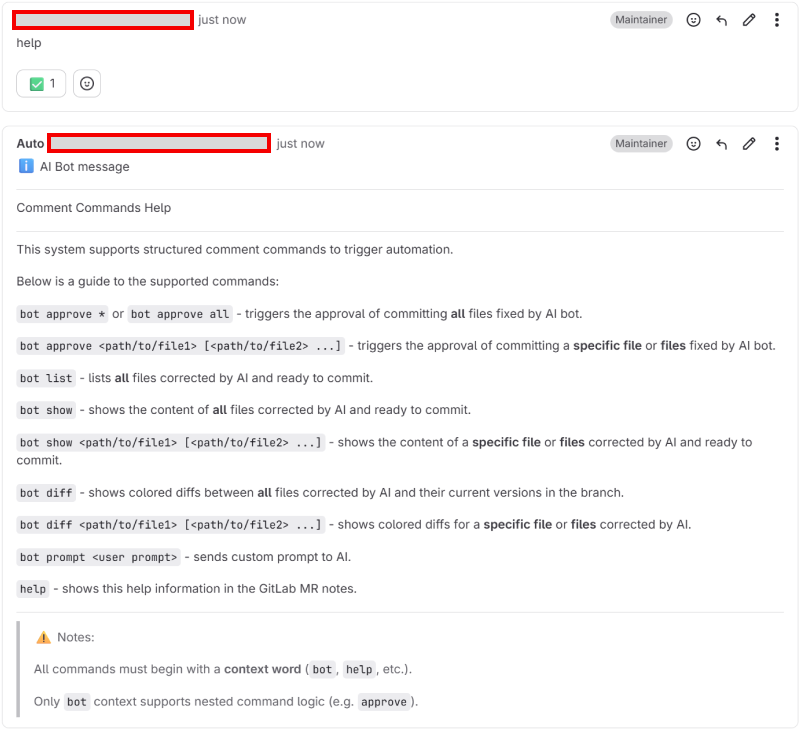 just now
Maintainer
help
1
Auto
just now
Maintainer
AI Bot message
Comment Commands Help
This system supports structured comment commands to trigger automation.
Below is a guide to the supported commands:
bot approve * or bot approve all - triggers the approval of committing all files fixed by AI bot.
bot approve <path/to/file1> [<path/to/file2> ...] - triggers the approval of committing a specific file or files fixed by AI bot.
bot list - lists all files corrected by AI and ready to commit.
bot show - shows the content of all files corrected by AI and ready to commit.
bot show <path/to/file1> [<path/to/file2> ...] - shows the content of a specific file or files corrected by AI and ready to
commit.
bot diff - shows colored diffs between all files corrected by AI and their current versions in the branch.
bot diff <path/to/file1> [<path/to/file2> ...] - shows colored diffs for a specific file or files corrected by AI.
bot prompt <user prompt> - sends custom prompt to AI.
help - shows this help information in the GitLab MR notes.
Notes:
All commands must begin with a context word (bot, help, etc.).
Only bot context supports nested command logic (e.g. approve).